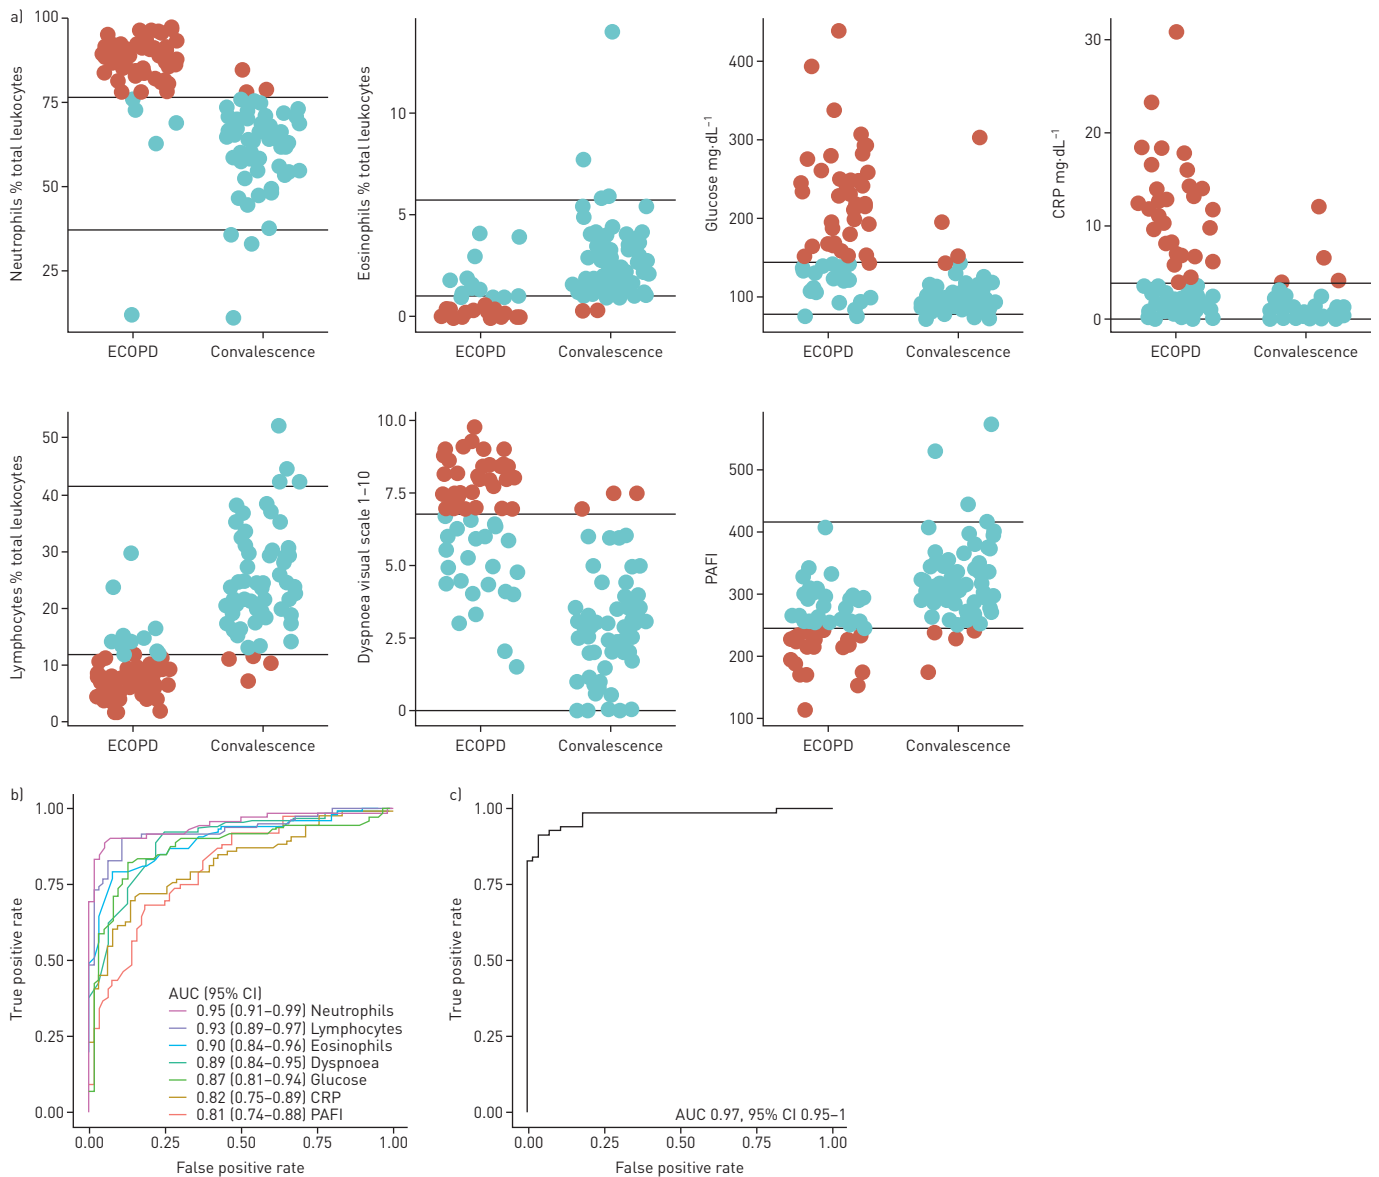 a)
Neutrophils % total leukocytes
100
75
50
25
ECOPD Convalescence
Eosinophils % total leukocytes
10
5
0
ECOPD Convalescence
Glucose mg·dL⁻¹
400
300
200
100
ECOPD Convalescence
CRP mg·dL⁻¹
30
20
10
0
ECOPD Convalescence
Lymphocytes % total leukocytes
50
40
30
20
10
0
ECOPD Convalescence
Dyspnoea visual scale 1–10
10.0
7.5
5.0
2.5
0
ECOPD Convalescence
PAFI
500
400
300
200
100
ECOPD Convalescence
b)
True positive rate
1.00
0.75
0.50
0.25
0.00
AUC (95% CI)
0.95 (0.91–0.99) Neutrophils
0.93 (0.89–0.97) Lymphocytes
0.90 (0.84–0.96) Eosinophils
0.89 (0.84–0.95) Dyspnoea
0.87 (0.81–0.94) Glucose
0.82 (0.75–0.89) CRP
0.81 (0.74–0.88) PAFI
0.00 0.25 0.50 0.75 1.00
False positive rate
c)
True positive rate
1.00
0.75
0.50
0.25
0.00
AUC 0.97, 95% CI 0.95–1
0.00 0.25 0.50 0.75 1.00
False positive rate